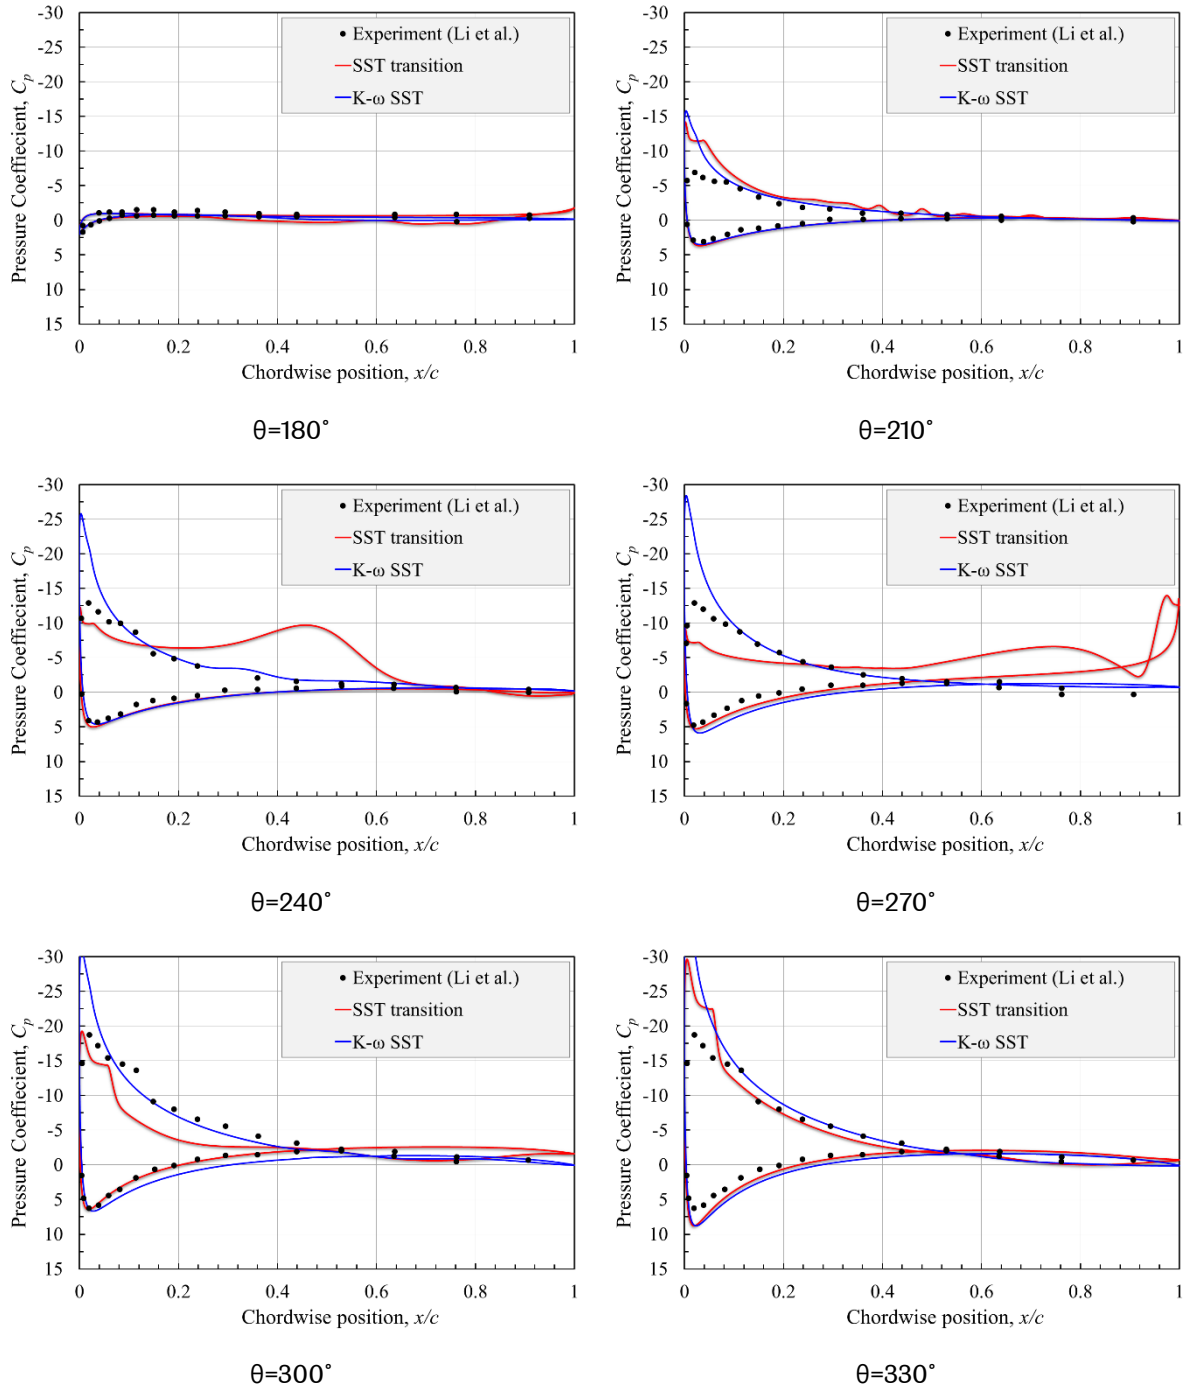 -30
-25
-20
-15
-10
-5
0
5
10
15
Pressure Coeffiecient, Cp
Experiment (Li et al.)
SST transition
K-ω SST
0 0.2 0.4 0.6 0.8 1
Chordwise position, x/c
θ=180°
-30
-25
-20
-15
-10
-5
0
5
10
15
Pressure Coeffiecient, Cp
Experiment (Li et al.)
SST transition
K-ω SST
0 0.2 0.4 0.6 0.8 1
Chordwise position, x/c
θ=210°
-30
-25
-20
-15
-10
-5
0
5
10
15
Pressure Coeffiecient, Cp
Experiment (Li et al.)
SST transition
K-ω SST
0 0.2 0.4 0.6 0.8 1
Chordwise position, x/c
θ=240°
-30
-25
-20
-15
-10
-5
0
5
10
15
Pressure Coeffiecient, Cp
Experiment (Li et al.)
SST transition
K-ω SST
0 0.2 0.4 0.6 0.8 1
Chordwise position, x/c
θ=270°
-30
-25
-20
-15
-10
-5
0
5
10
15
Pressure Coeffiecient, Cp
Experiment (Li et al.)
SST transition
K-ω SST
0 0.2 0.4 0.6 0.8 1
Chordwise position, x/c
θ=300°
-30
-25
-20
-15
-10
-5
0
5
10
15
Pressure Coeffiecient, Cp
Experiment (Li et al.)
SST transition
K-ω SST
0 0.2 0.4 0.6 0.8 1
Chordwise position, x/c
θ=330°